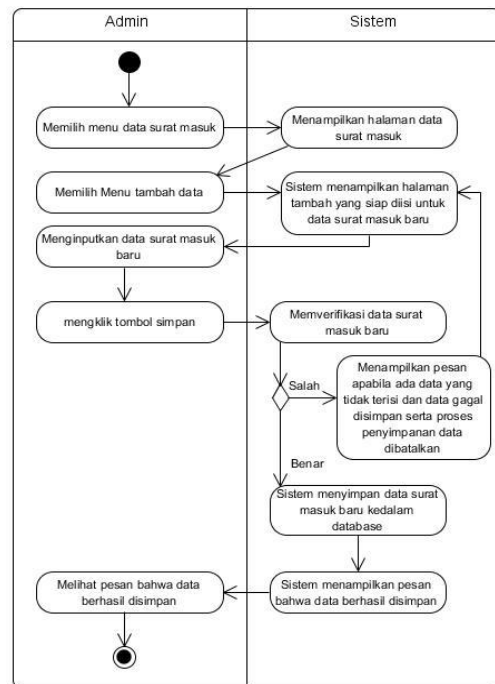 Admin
Sistem
Memilih menu data surat masuk
Menampilkan halaman data
surat masuk
Memilih Menu tambah data
Sistem menampilkan halaman
tambah yang siap diisi untuk
data surat masuk baru
Menginputkan data surat masuk
baru
mengklik tombol simpan
Memverifikasi data surat
masuk baru
Salah
Menampilkan pesan
apabila ada data yang
tidak terisi dan data gagal
disimpan serta proses
penyimpanan data
dibatalkan
Benar
Sistem menyimpan data surat
masuk baru kedalam
database
Melihat pesan bahwa data
berhasil disimpan
Sistem menampilkan pesan
bahwa data berhasil disimpan